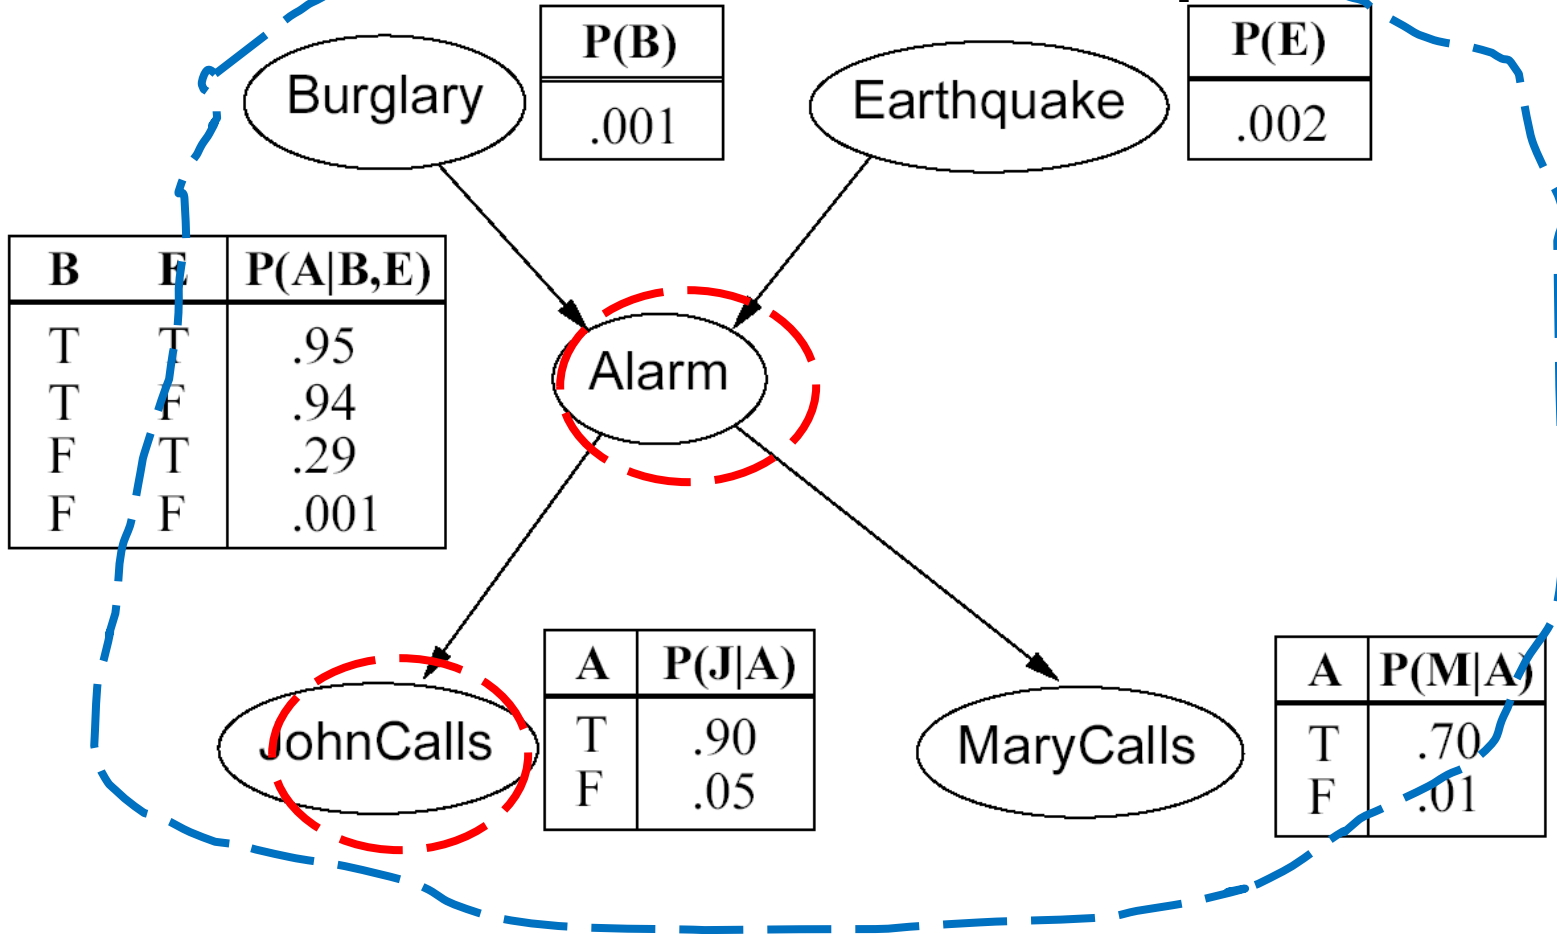 Burglary
P(B)
.001
Earthquake
P(E)
.002
B E P(A|B,E)
T T .95
T F .94
F T .29
F F .001
Alarm
JohnCalls
A P(J|A)
T .90
F .05
MaryCalls
A P(M|A)
T .70
F .01